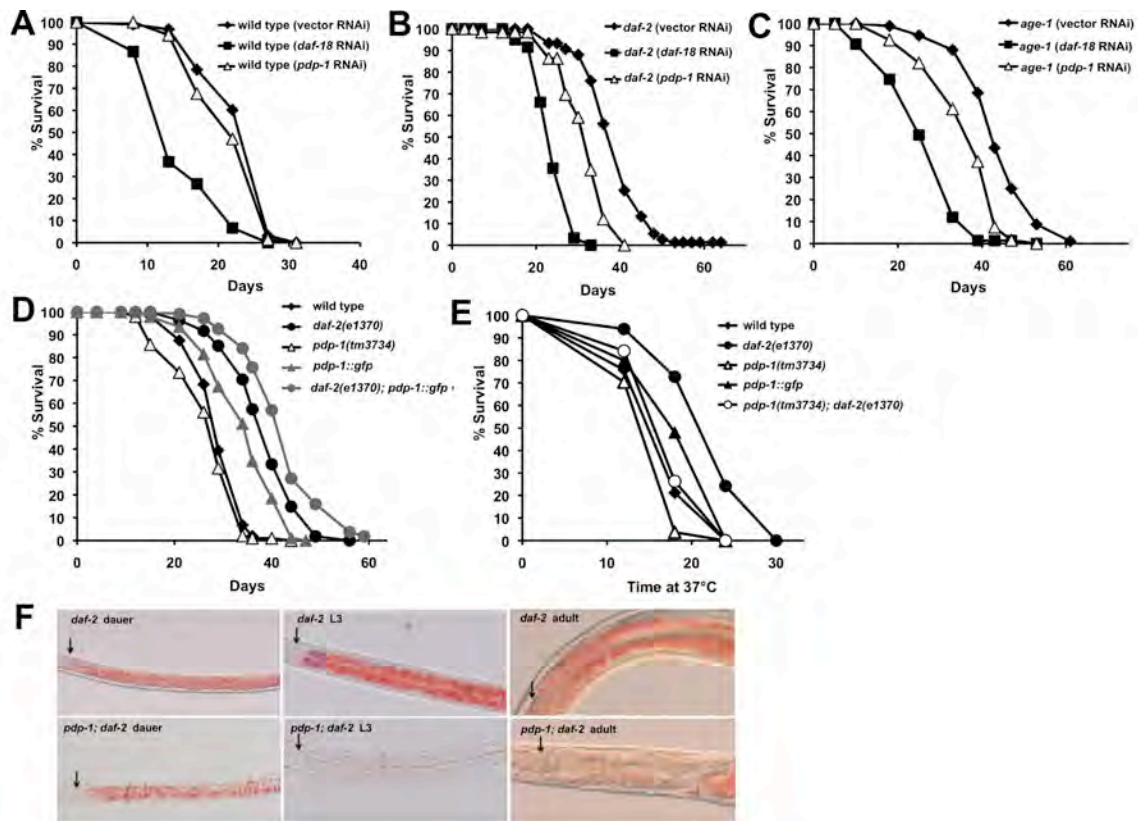 A
% Survival
100
90
80
70
60
50
40
30
20
10
0
0 10 20 30 40
Days
wild type (vector RNAi)
wild type (daf-18 RNAi)
wild type (pdp-1 RNAi)
B
% Survival
100
90
80
70
60
50
40
30
20
10
0
0 20 40 60
Days
daf-2 (vector RNAi)
daf-2 (daf-18 RNAi)
daf-2 (pdp-1 RNAi)
C
% Survival
100
90
80
70
60
50
40
30
20
10
0
0 20 40 60
Days
age-1 (vector RNAi)
age-1 (daf-18 RNAi)
age-1 (pdp-1 RNAi)
D
% Survival
100
90
80
70
60
50
40
30
20
10
0
0 20 40 60
Days
wild type
daf-2(e1370)
pdp-1(tm3734)
pdp-1::gfp
daf-2(e1370); pdp-1::gfp
E
% Survival
100
90
80
70
60
50
40
30
20
10
0
0 10 20 30
Time at 37°C
wild type
daf-2(e1370)
pdp-1(tm3734)
pdp-1::gfp
pdp-1(tm3734); daf-2(e1370)
F
daf-2 dauer
daf-2 L3
daf-2 adult
pdp-1; daf-2 dauer
pdp-1; daf-2 L3
pdp-1; daf-2 adult